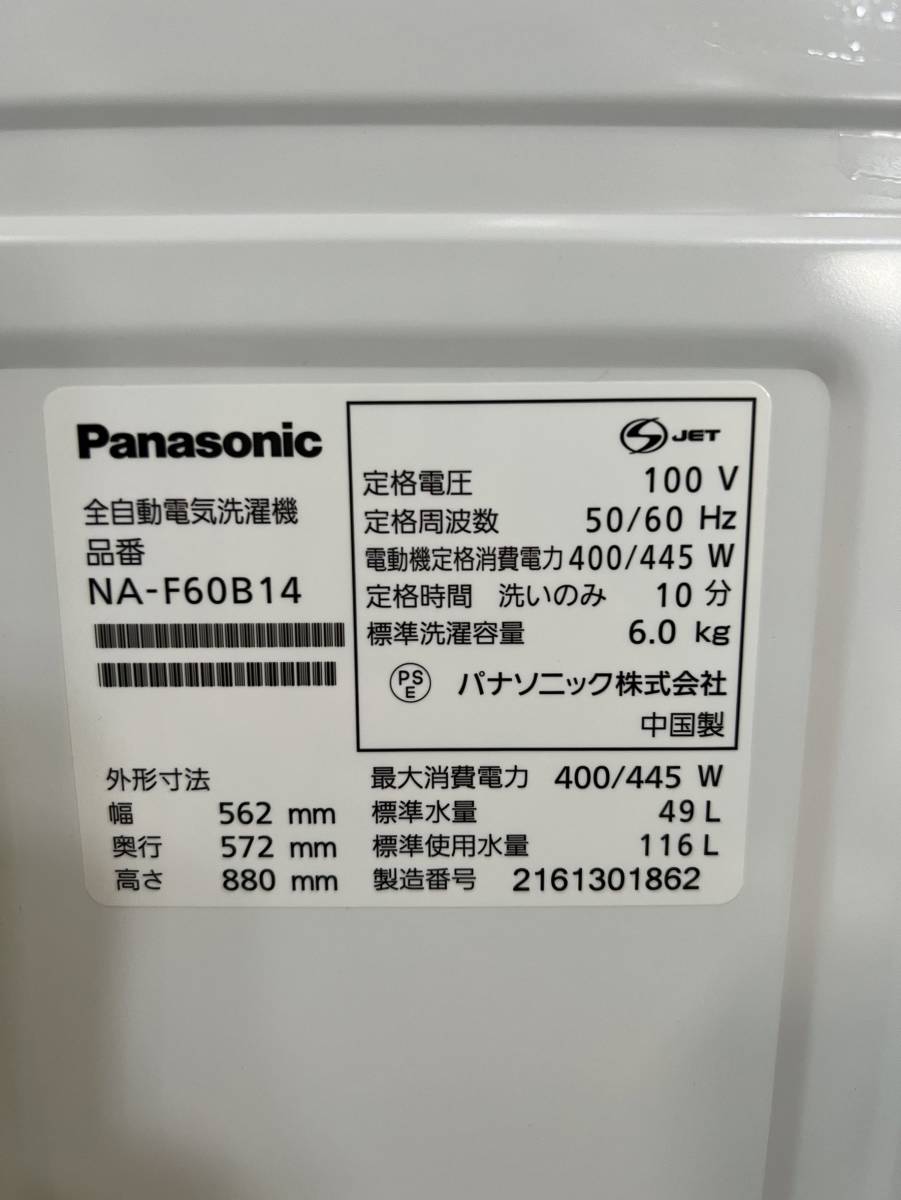 Panasonic
全自動電気洗濯機
品番
NA-F60B14
JET
定格電圧 100 V
定格周波数 50/60 Hz
電動機定格消費電力 400/445 W
定格時間 洗いのみ 10 分
標準洗濯容量 6.0 kg
PS
E
パナソニック株式会社
中国製
外形寸法
幅 562 mm
奥行 572 mm
高さ 880 mm
最大消費電力 400/445 W
標準水量 49 L
標準使用水量 116 L
製造番号 2161301862